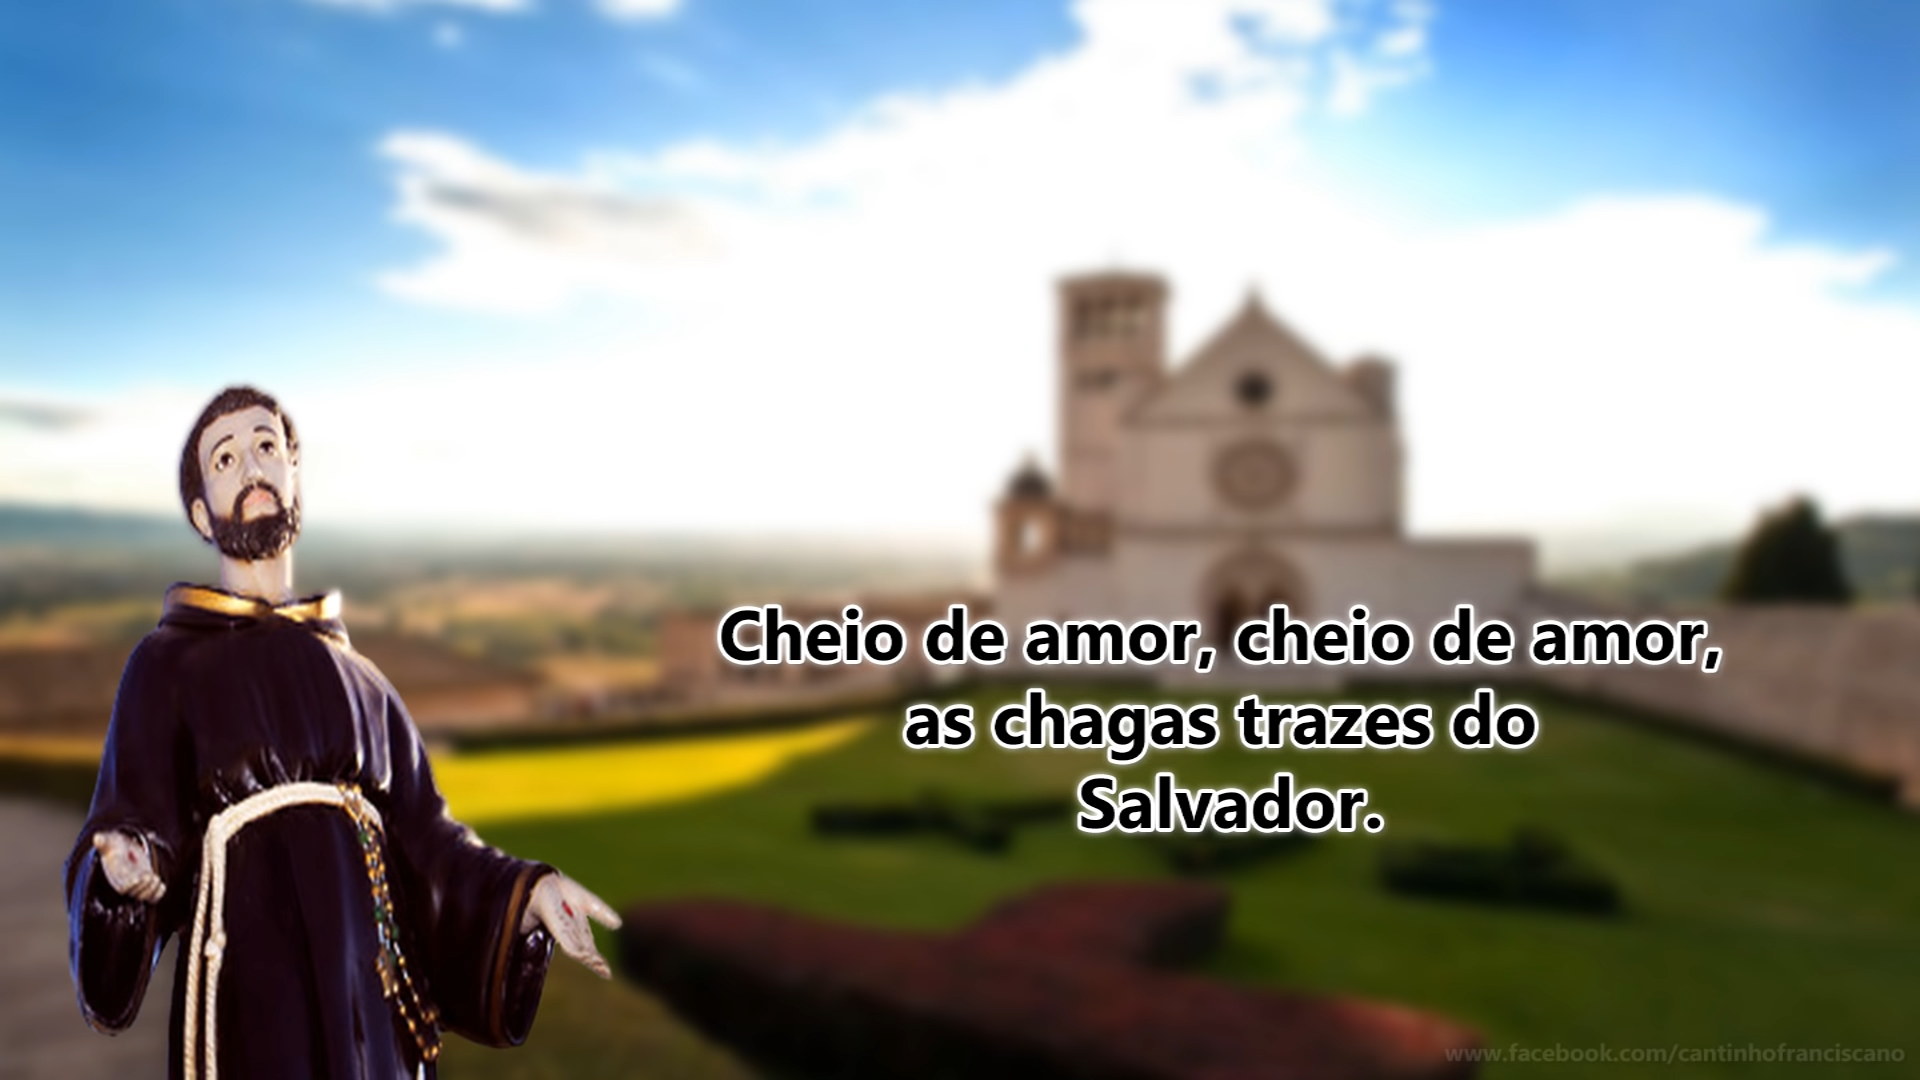 Cheio de amor, cheio de amor,
as chagas trazes do
Salvador.
www.facebook.com/cantinhofranciscano